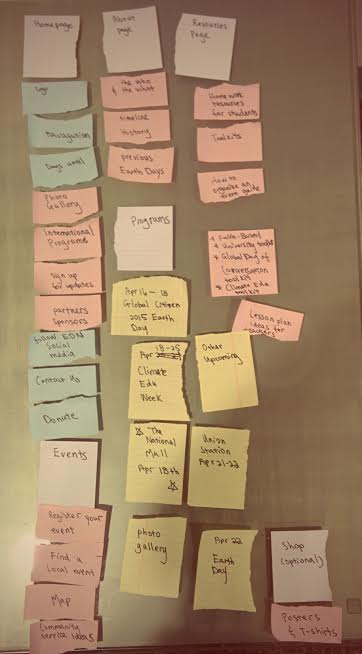 Homepage
Logo
Navagation
Days until
Photo
Gallery
International
Programs
Sign up
for updates
partners
sponsors
follow EDN
Social
media
Contact Us
Donate
Events
Register your
event
Find a
local event
Map
Community
Service Ideas
About
page
the who
& the what
timeline
History
previous
Earth Days
Programs
Apr 16 - 18
Global Citizen
2015 Earth
Day
Apr 18-25
Climate
Edu
Week
The
National
Mall
Apr 18th
photo
gallery
Resources
Page
Home work
resources
for students
Toolkits
How to
organize an
event guide
* Faith-Based
* University toolkit
* Global Day of
Conversation
toolkit
* Climate Edu
toolkit
Lesson plan
Ideas for
teachers
Other
Upcoming
Union
Station
Apr 21-22
Apr 22
Earth
Day
Shop
(optional)
Posters
& T-shirts